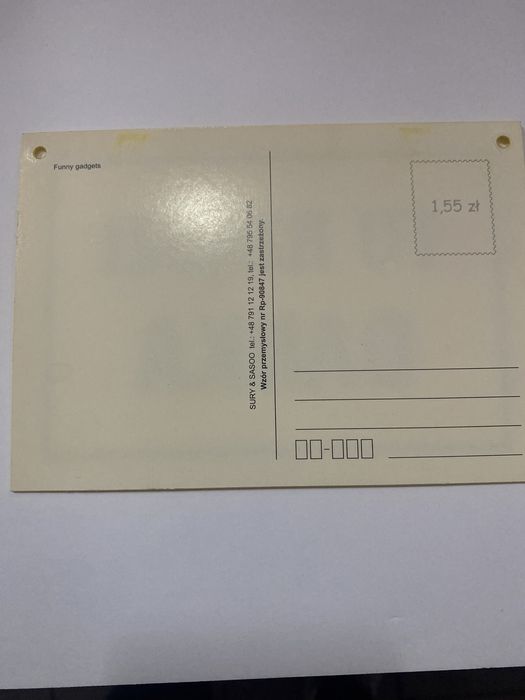 Funny gadgets
SURY & SASOO tel.: +48 791 12 12 19, tel.: +48 795 54 06 82
Wzór przemysłowy nr Rp-90847 jest zastrzeżony.
1,55 zł